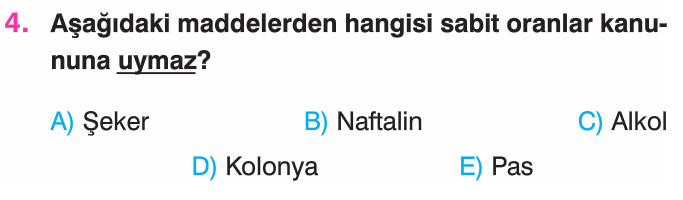 4. Aşağıdaki maddelerden hangisi sabit oranlar kanu-
nuna uymaz?
A) Şeker B) Naftalin C) Alkol
D) Kolonya E) Pas